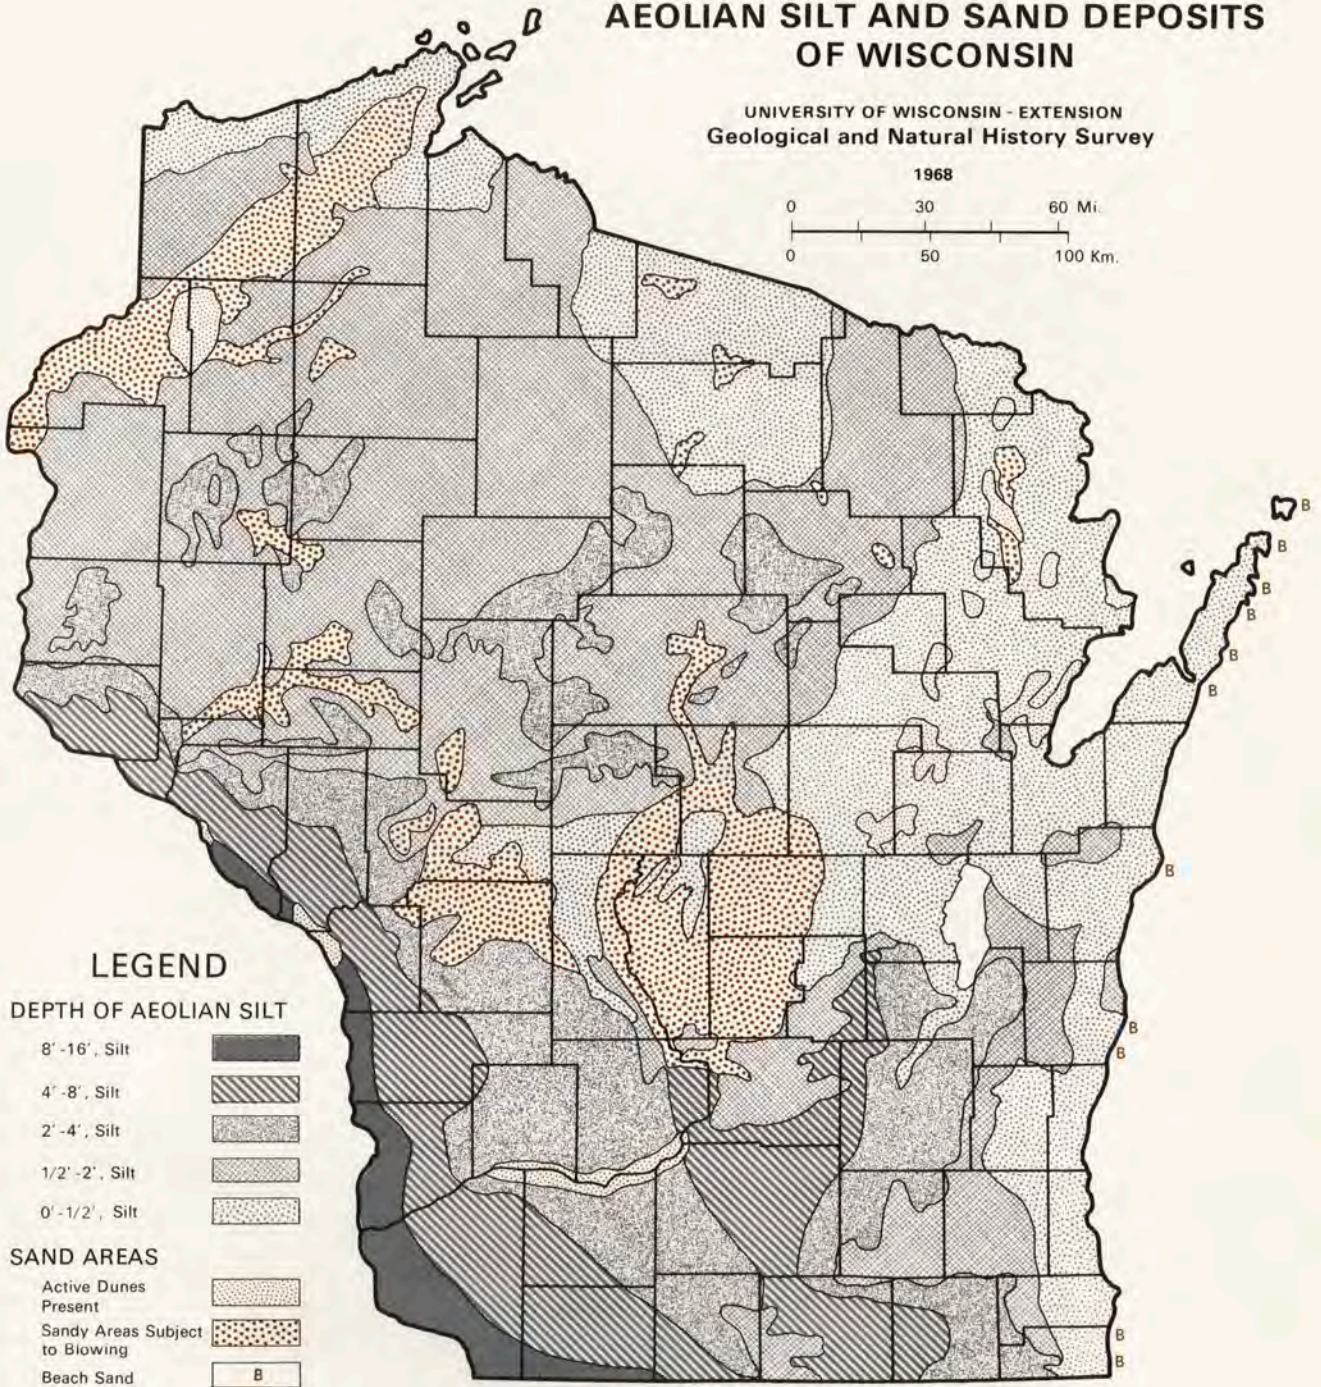 AEOLIAN SILT AND SAND DEPOSITS
OF WISCONSIN
UNIVERSITY OF WISCONSIN - EXTENSION
Geological and Natural History Survey
1968
0 30 60 Mi.
0 50 100 Km.
B
B
B
B
B
B
B
B
B
B
B
LEGEND
DEPTH OF AEOLIAN SILT
8'-16', Silt
4'-8', Silt
2'-4', Silt
1/2'-2', Silt
0'-1/2', Silt
SAND AREAS
Active Dunes
Present
Sandy Areas Subject
to Blowing
Beach Sand B